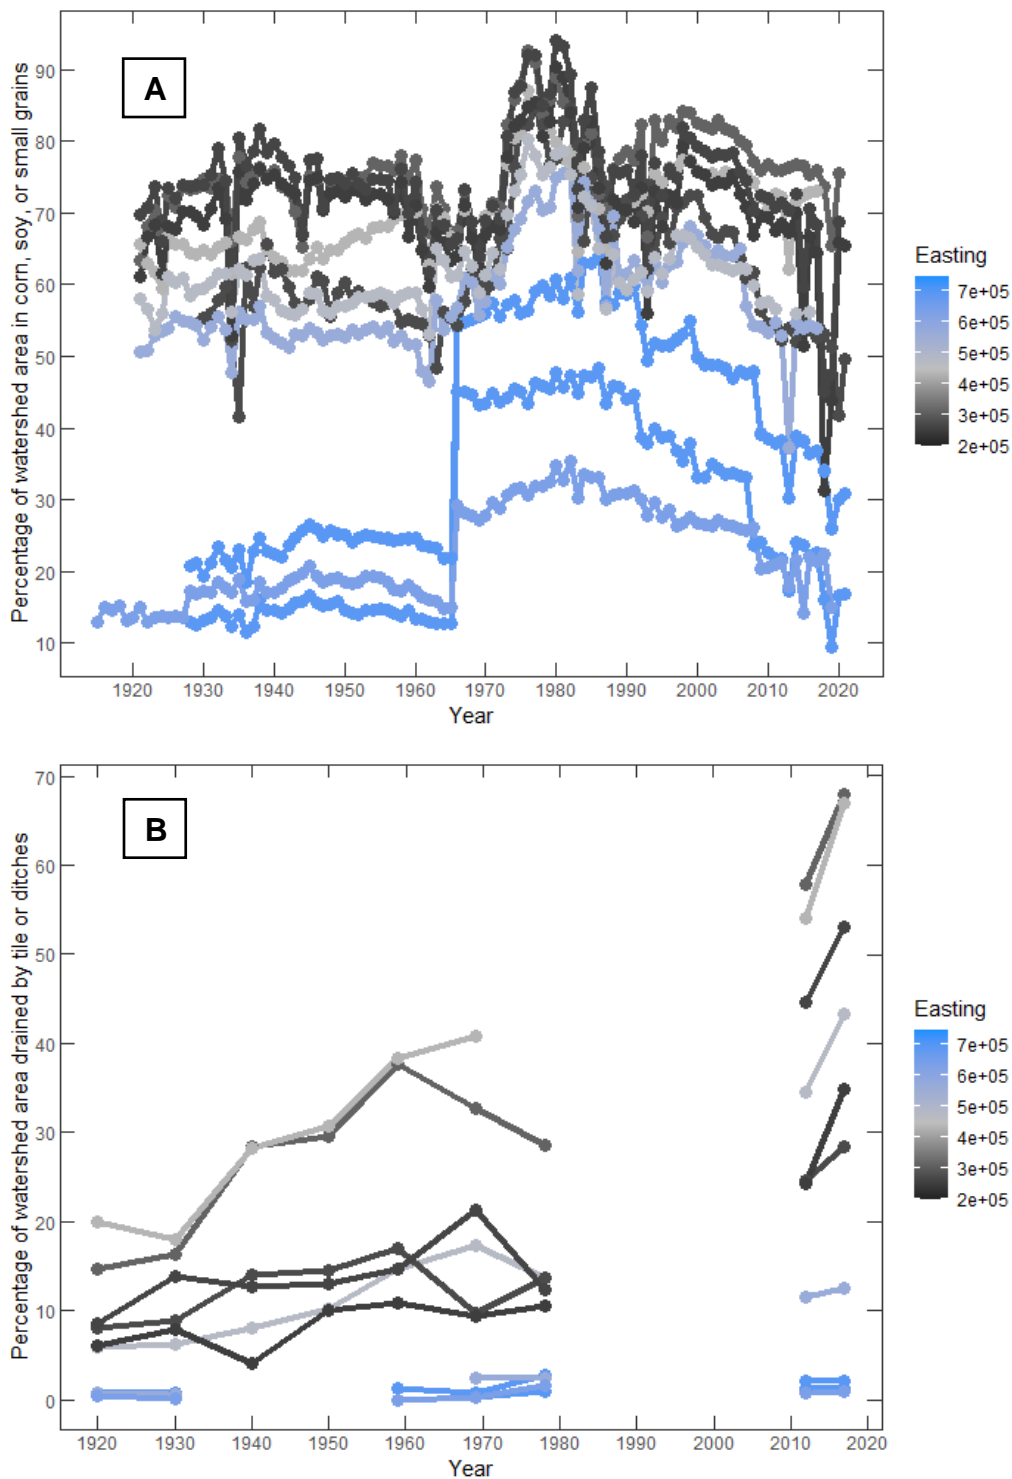 A
Percentage of watershed area in corn, soy, or small grains
90
80
70
60
50
40
30
20
10
1920 1930 1940 1950 1960 1970 1980 1990 2000 2010 2020
Year
Easting
7e+05
6e+05
5e+05
4e+05
3e+05
2e+05
B
Percentage of watershed area drained by tile or ditches
70
60
50
40
30
20
10
0
1920 1930 1940 1950 1960 1970 1980 1990 2000 2010 2020
Year
Easting
7e+05
6e+05
5e+05
4e+05
3e+05
2e+05